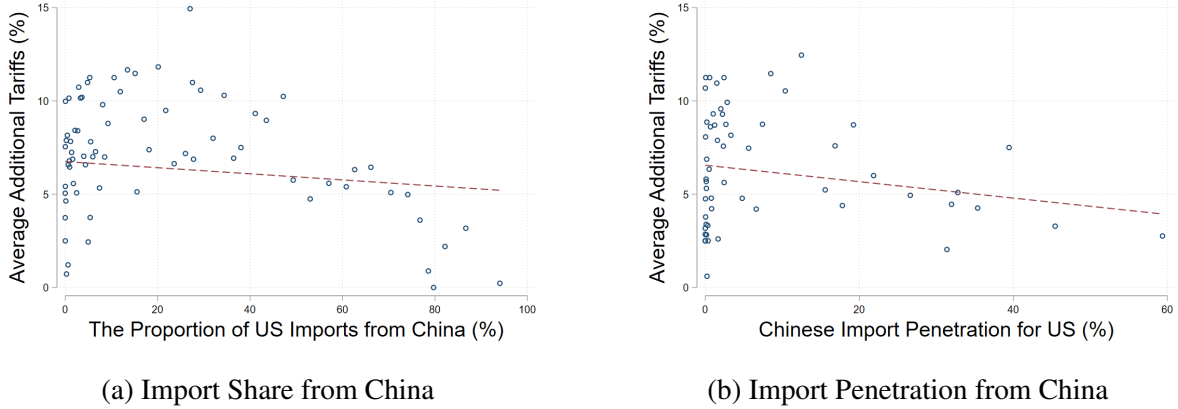 Average Additional Tariffs (%)
15
10
5
0
0 20 40 60 80 100
The Proportion of US Imports from China (%)
(a) Import Share from China
Average Additional Tariffs (%)
15
10
5
0
0 20 40 60
Chinese Import Penetration for US (%)
(b) Import Penetration from China